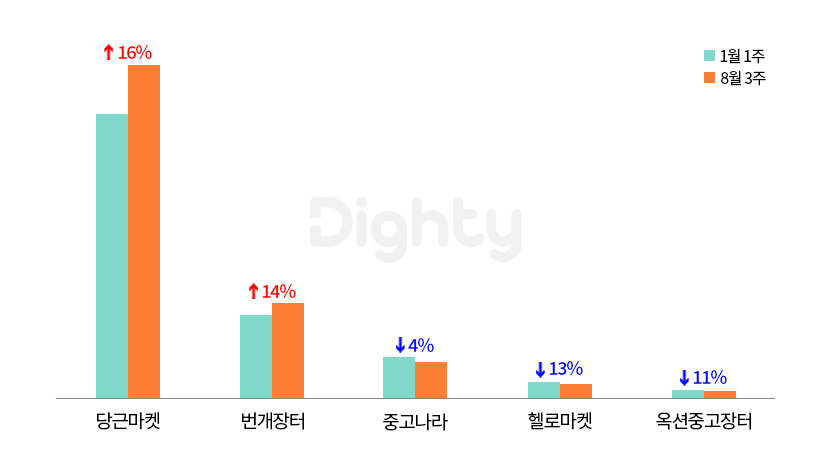 ↑ 16%
1월 1주
8월 3주
Dighty
↑ 14%
↓ 4%
↓ 13%
↓ 11%
당근마켓
번개장터
중고나라
헬로마켓
옥션중고장터